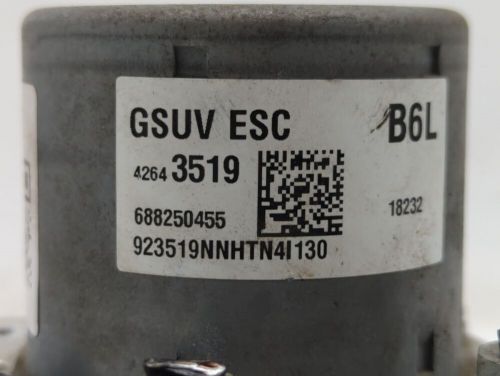 GSUV ESC B6L
4264 3519
688250455 18232
923519NNHTN4I130